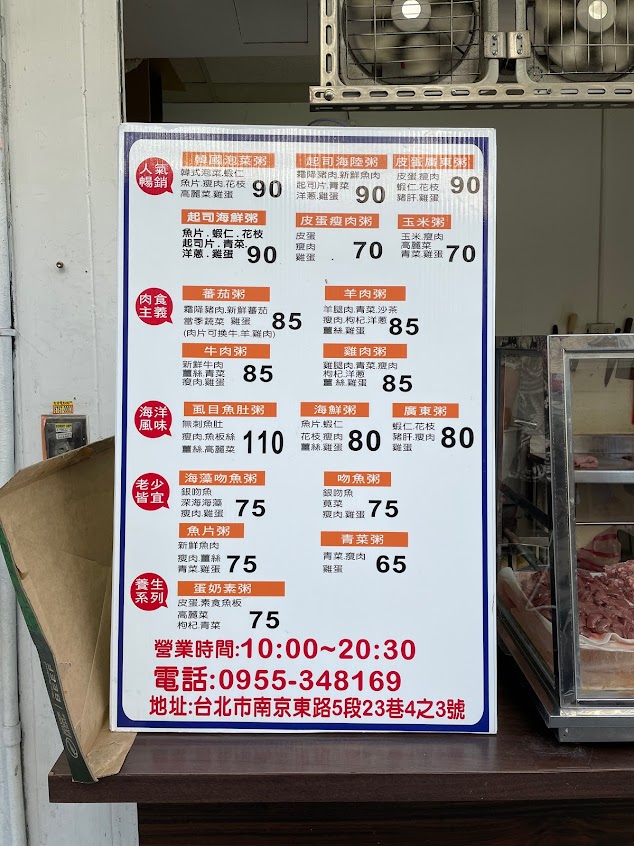 人氣
暢銷
韓國泡菜粥
韓式泡菜.蝦仁
魚片.瘦肉.花枝
高麗菜.雞蛋
90
起司海陸粥
霜降豬肉.新鮮魚肉
起司片.青菜
洋蔥.雞蛋
90
皮蛋廣東粥
皮蛋.瘦肉
蝦仁.花枝
豬肝.雞蛋
90
起司海鮮粥
魚片.蝦仁.花枝
起司片.青菜.
洋蔥.雞蛋
90
皮蛋瘦肉粥
皮蛋
瘦肉
雞蛋
70
玉米粥
玉米.瘦肉
高麗菜
青菜.雞蛋
70
肉食
主義
蕃茄粥
霜降豬肉.新鮮蕃茄
當季蔬菜 雞蛋
(肉片可換牛.羊.雞肉)
85
羊肉粥
羊腿肉.青菜.沙茶
瘦肉.枸杞.洋蔥
薑絲.雞蛋
85
牛肉粥
新鮮牛肉
薑絲.青菜
瘦肉.雞蛋
85
雞肉粥
雞腿肉.青菜.瘦肉
枸杞.洋蔥
薑絲.雞蛋
85
海洋
風味
虱目魚肚粥
無刺魚肚
瘦肉.魚板絲
薑絲.高麗菜
110
海鮮粥
魚片.蝦仁
花枝.瘦肉
薑絲.雞蛋
80
廣東粥
蝦仁.花枝
豬肝.瘦肉
雞蛋
80
老少
皆宜
海藻吻魚粥
銀吻魚
深海海藻
瘦肉.雞蛋
75
吻魚粥
銀吻魚
莧菜
瘦肉.雞蛋
75
魚片粥
新鮮魚肉
瘦肉.薑絲
青菜.雞蛋
75
青菜粥
青菜.瘦肉
雞蛋
65
養生
系列
蛋奶素粥
皮蛋.素食魚板
高麗菜
枸杞.青菜
75
營業時間:10:00~20:30
電話:0955-348169
地址:台北市南京東路5段23巷4之3號